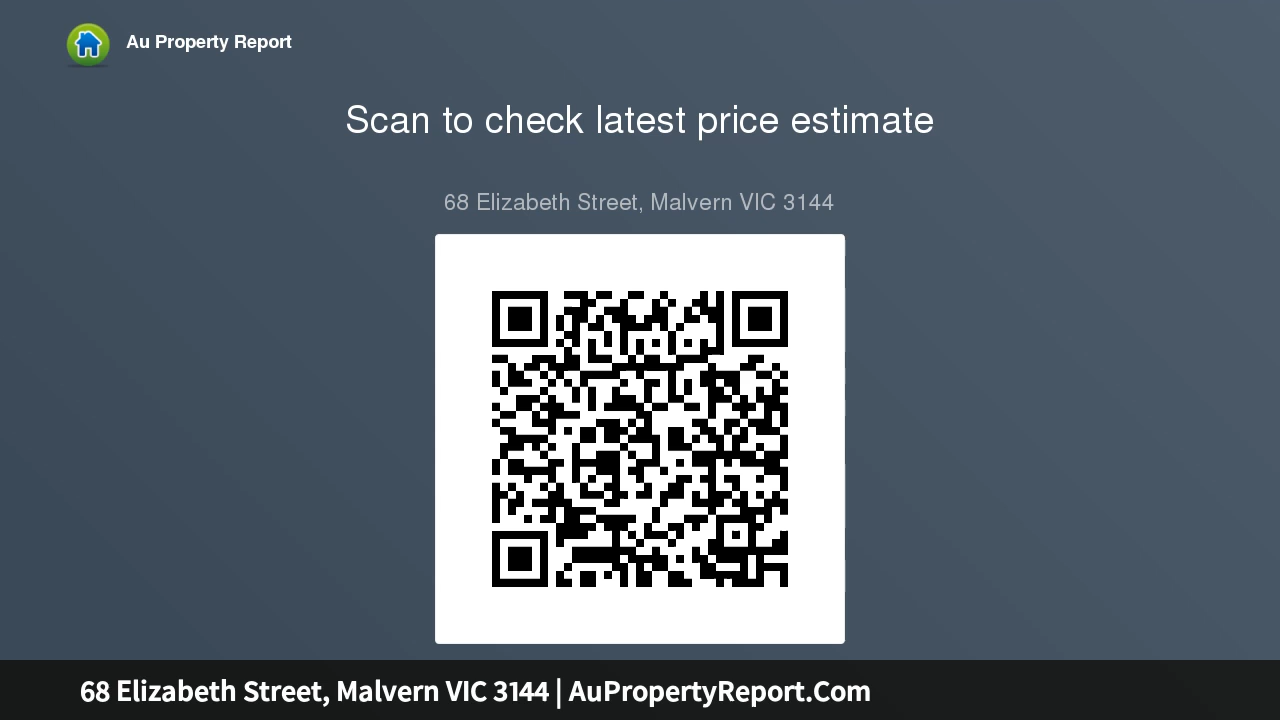 Au Property Report
Scan to check latest price estimate
68 Elizabeth Street, Malvern VIC 3144
68 Elizabeth Street, Malvern VIC 3144 | AuPropertyReport.Com